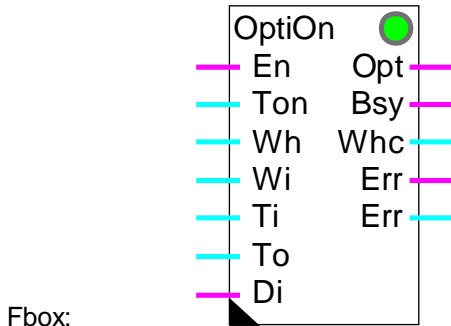 OptiOn
En Opt
Ton Bsy
Wh Whc
Wi Err
Ti Err
To
Di
Fbox: